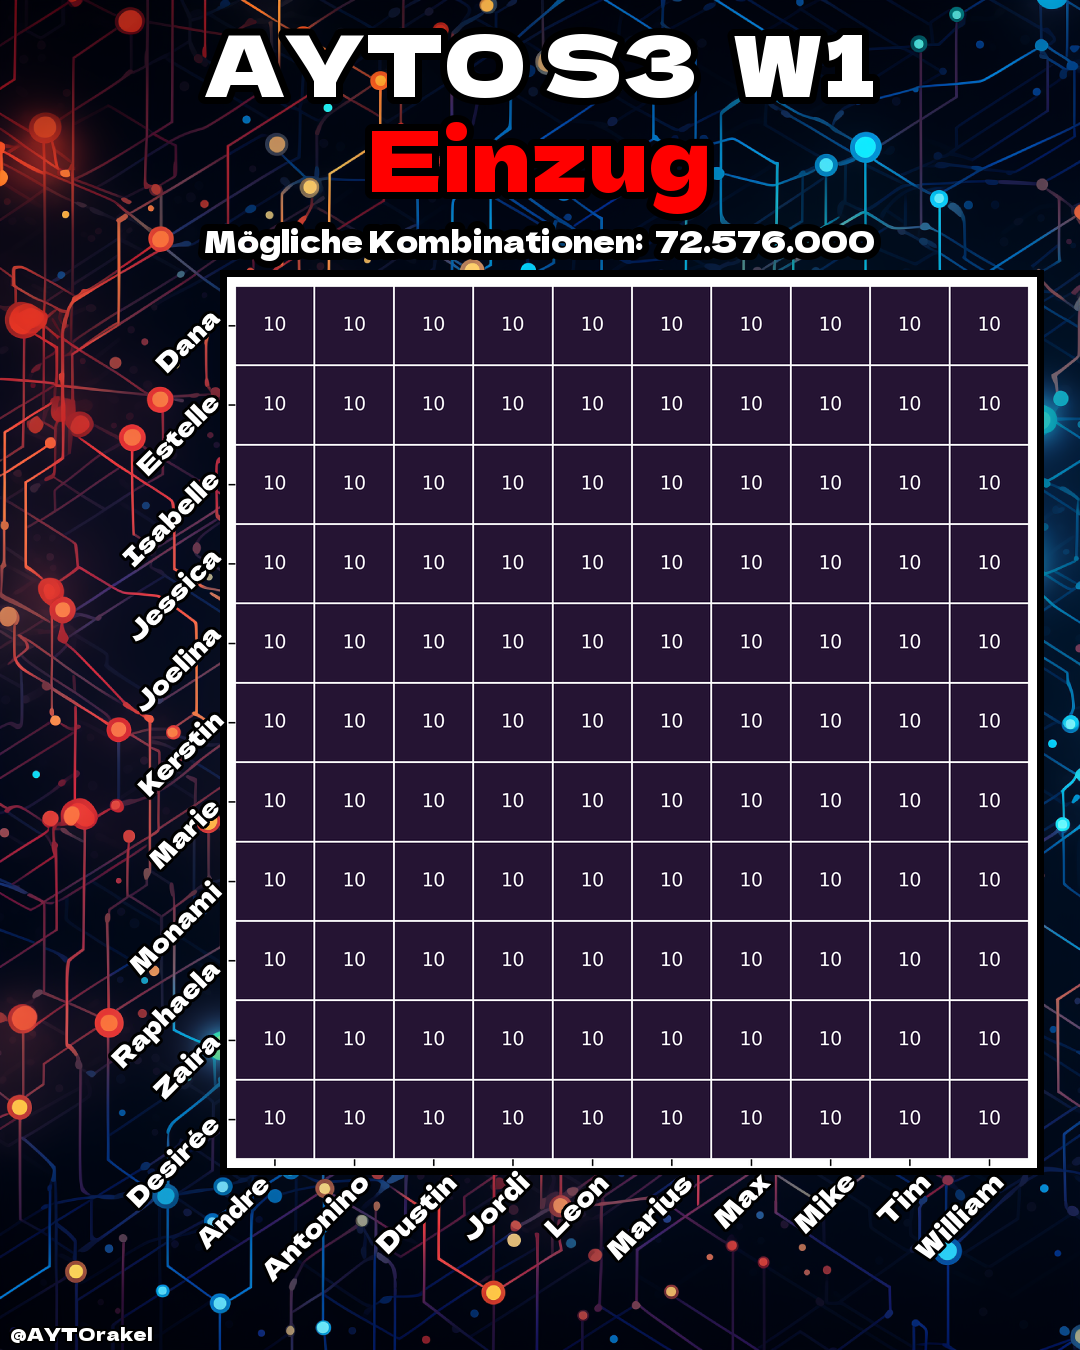 AYTO S3 W1
Einzug
Mögliche Kombinationen: 72.576.000
Dana 10 10 10 10 10 10 10 10 10 10
Estelle 10 10 10 10 10 10 10 10 10 10
Isabelle 10 10 10 10 10 10 10 10 10 10
Jessica 10 10 10 10 10 10 10 10 10 10
Joelina 10 10 10 10 10 10 10 10 10 10
Kerstin 10 10 10 10 10 10 10 10 10 10
Marie 10 10 10 10 10 10 10 10 10 10
Monami 10 10 10 10 10 10 10 10 10 10
Raphaela 10 10 10 10 10 10 10 10 10 10
Zaira 10 10 10 10 10 10 10 10 10 10
Desirée 10 10 10 10 10 10 10 10 10 10
Andre Antonino Dustin Jordi Leon Marius Max Mike Tim William
@AYTOrakel